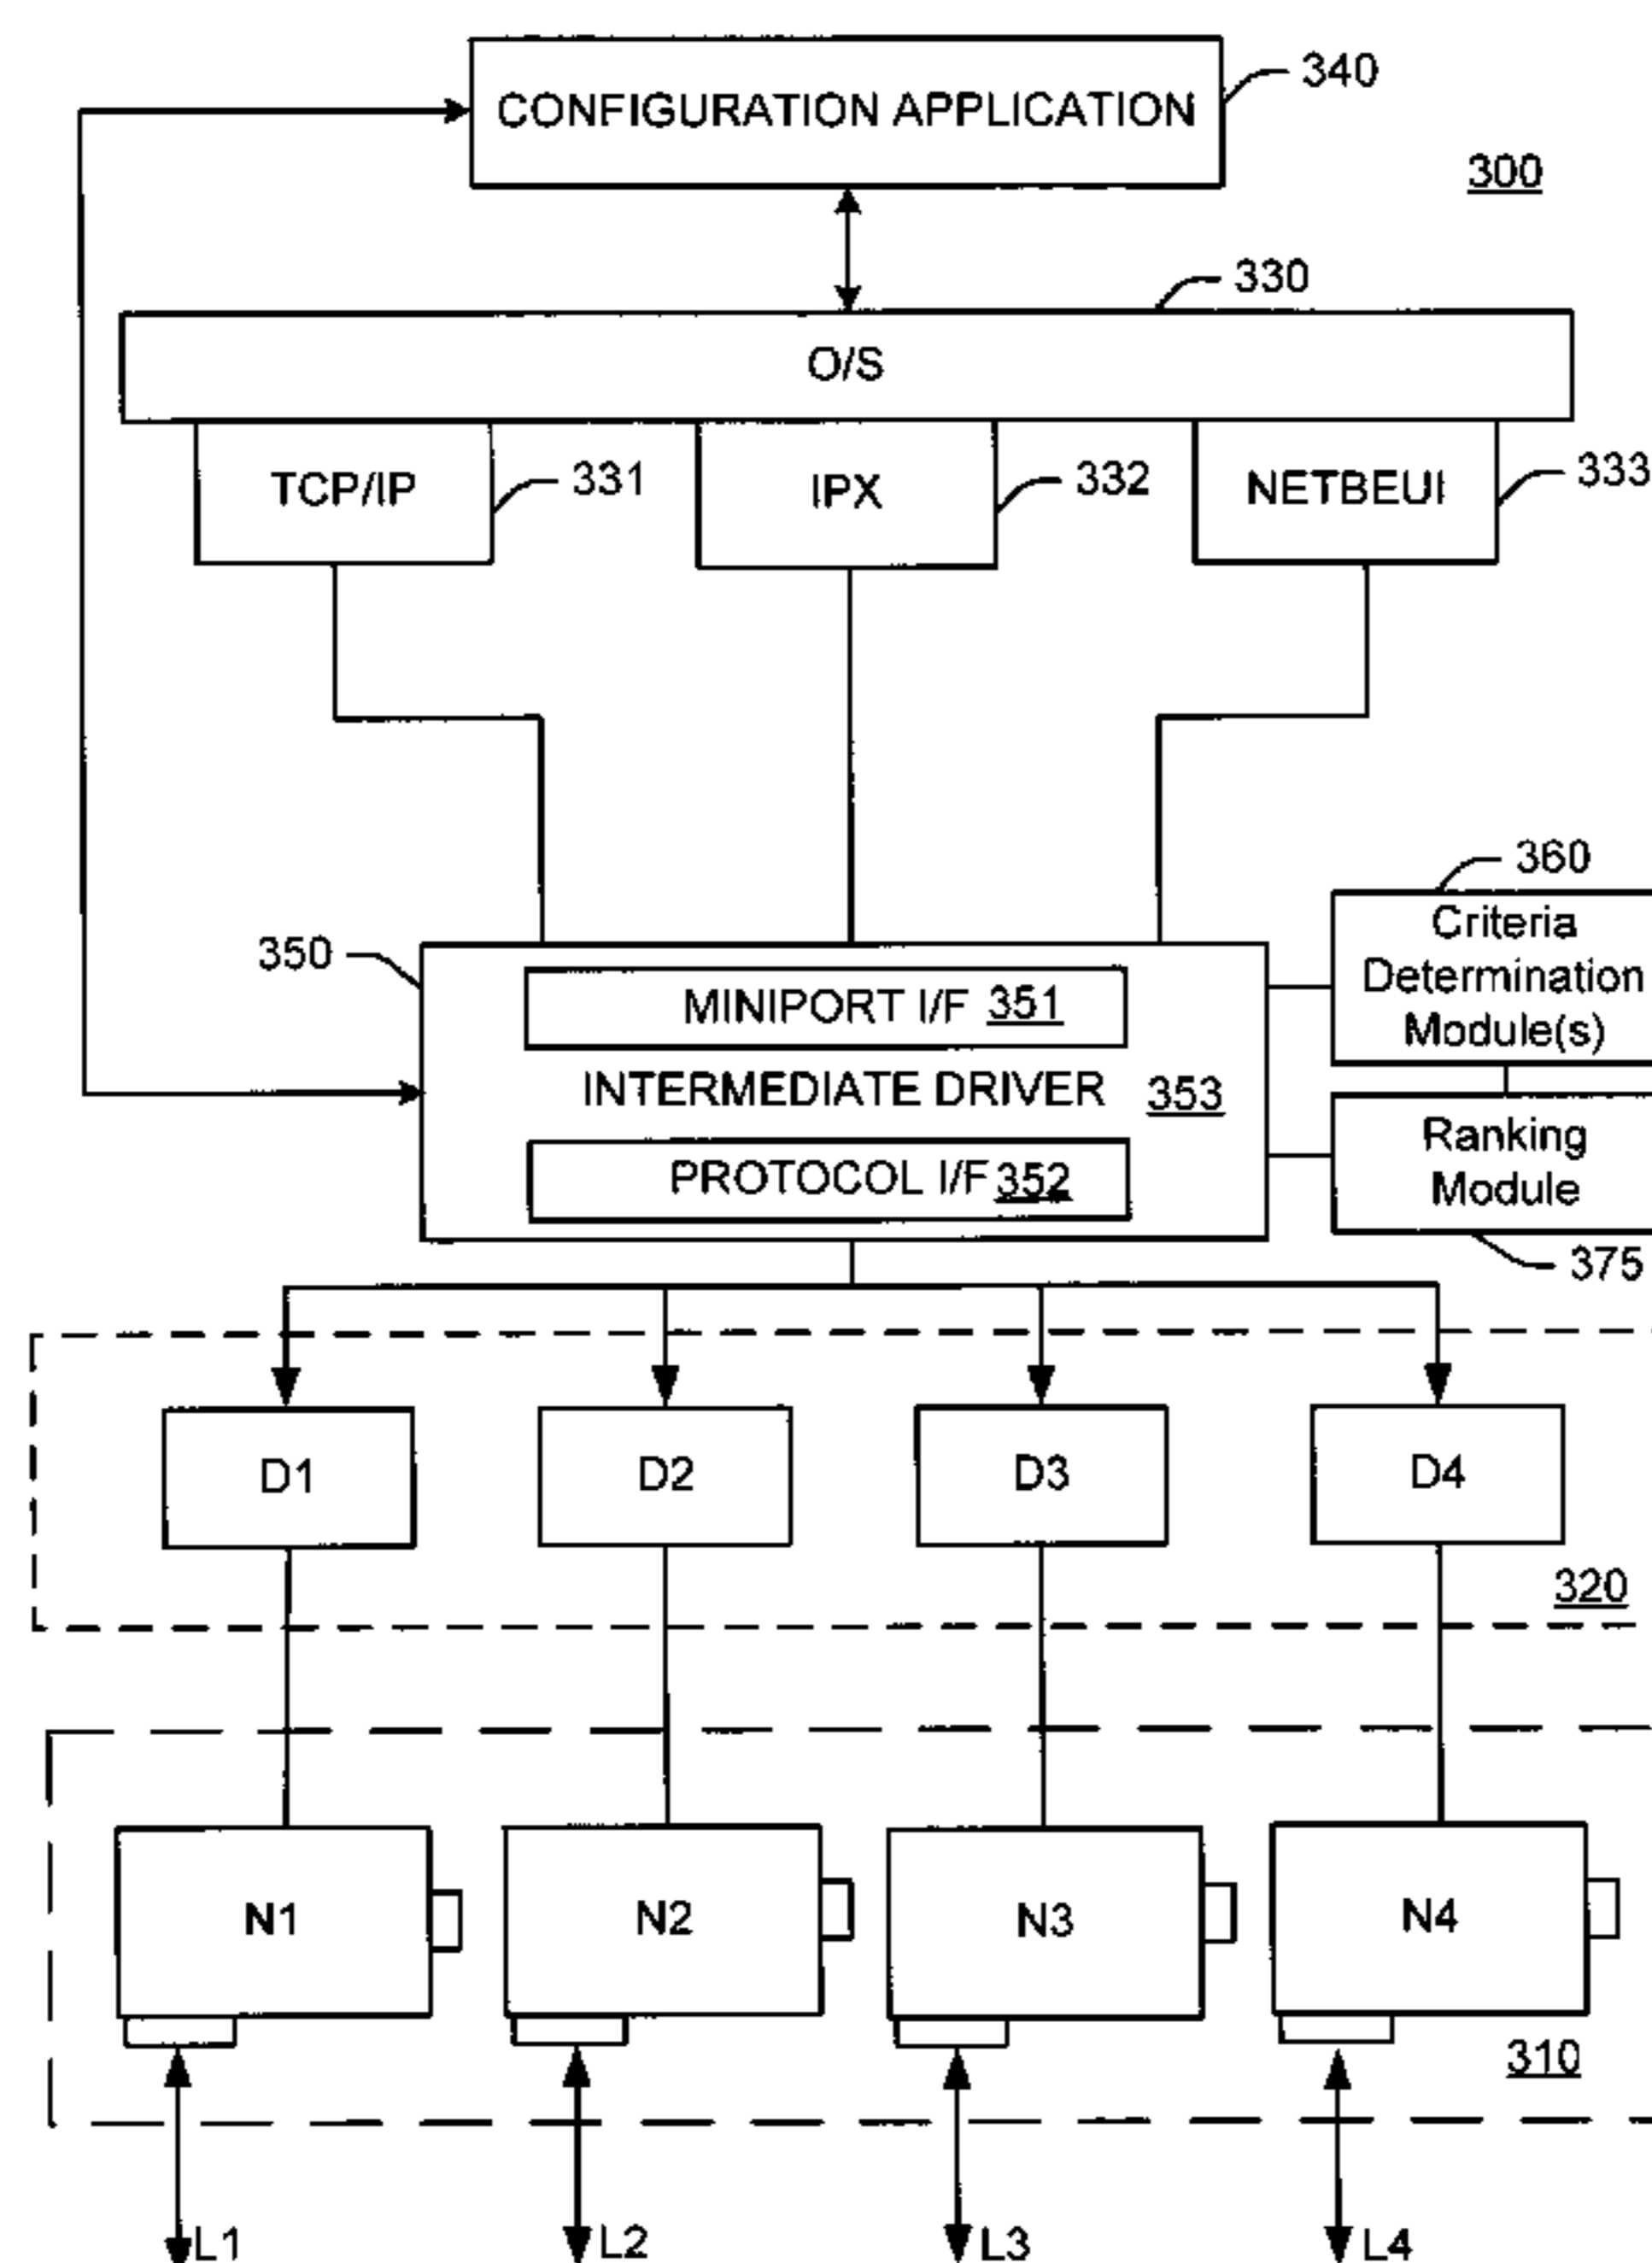 340
CONFIGURATION APPLICATION
300
330
O/S
TCP/IP
331
IPX
332
NETBEUI
333
360
Criteria
Determination
Module(s)
350
MINIPORT I/F 351
INTERMEDIATE DRIVER 353
PROTOCOL I/F 352
Ranking
Module
375
D1
D2
D3
D4
320
N1
N2
N3
N4
310
L1
L2
L3
L4